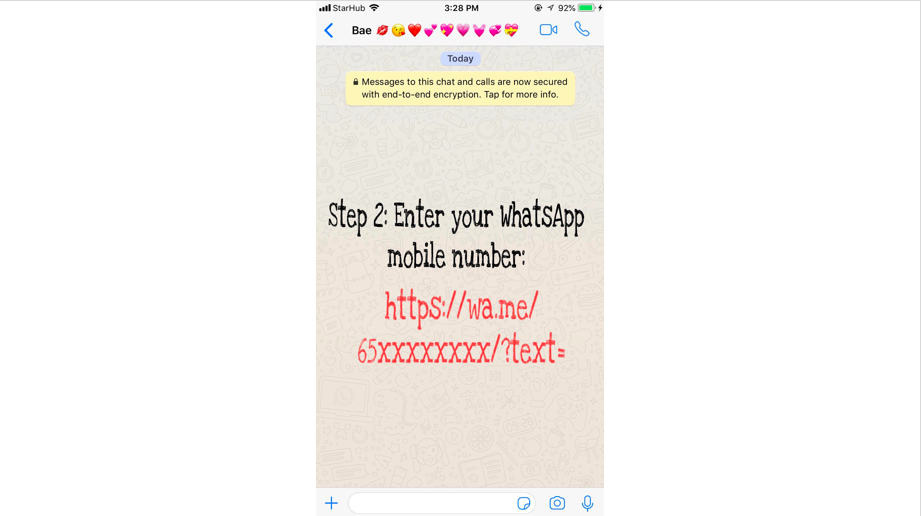 StarHub 3:28 PM 92%
Bae 💋😘❤️💕💖💗💓💞💝
Today
🔒 Messages to this chat and calls are now secured
with end-to-end encryption. Tap for more info.
Step 2: Enter your WhatsApp
mobile number:
https://wa.me/
65xxxxxxxx/?text=